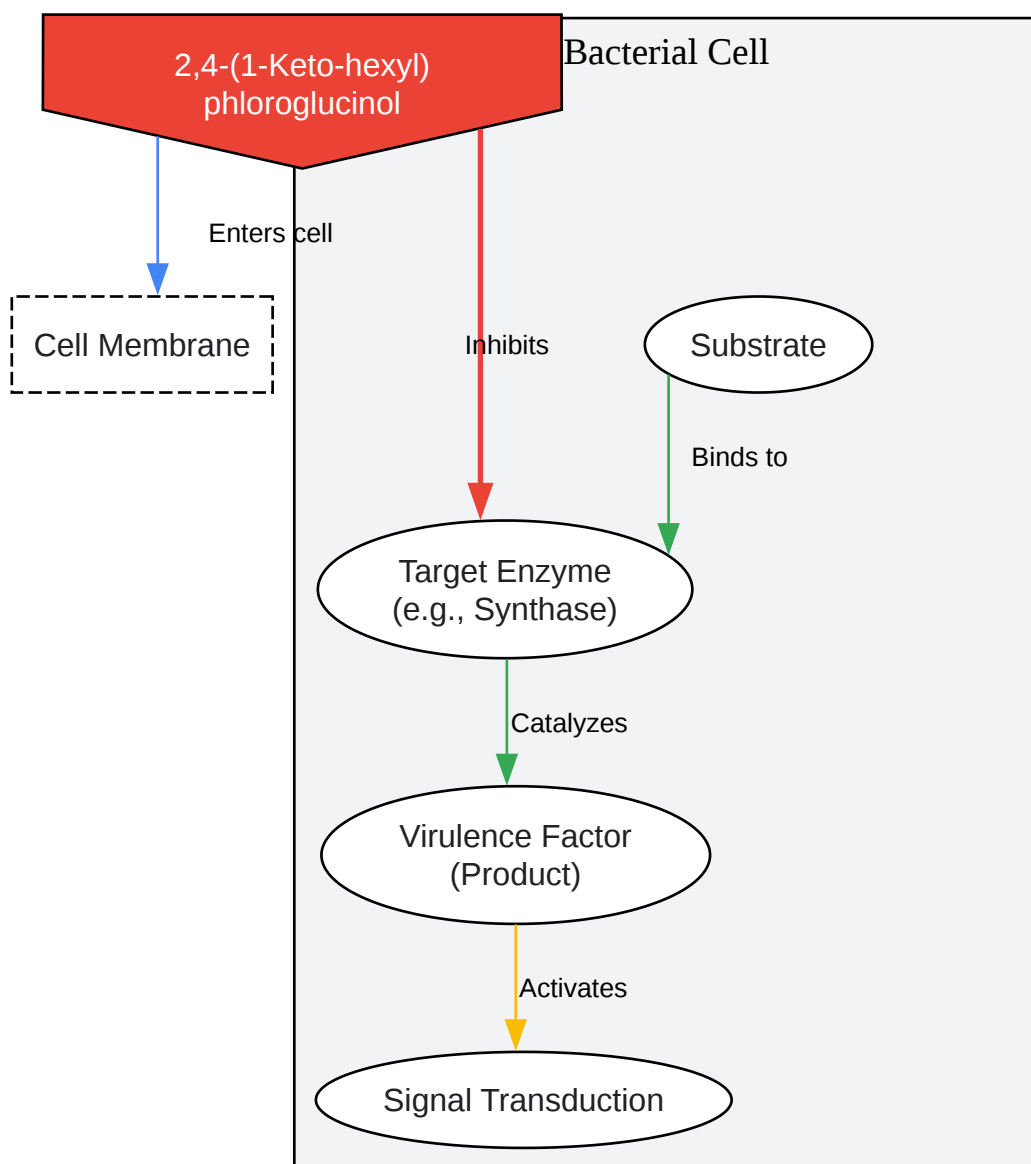 2,4-(1-Keto-hexyl)
phloroglucinol
Bacterial Cell
Enters cell
Cell Membrane
Inhibits
Substrate
Binds to
Target Enzyme
(e.g., Synthase)
Catalyzes
Virulence Factor
(Product)
Activates
Signal Transduction